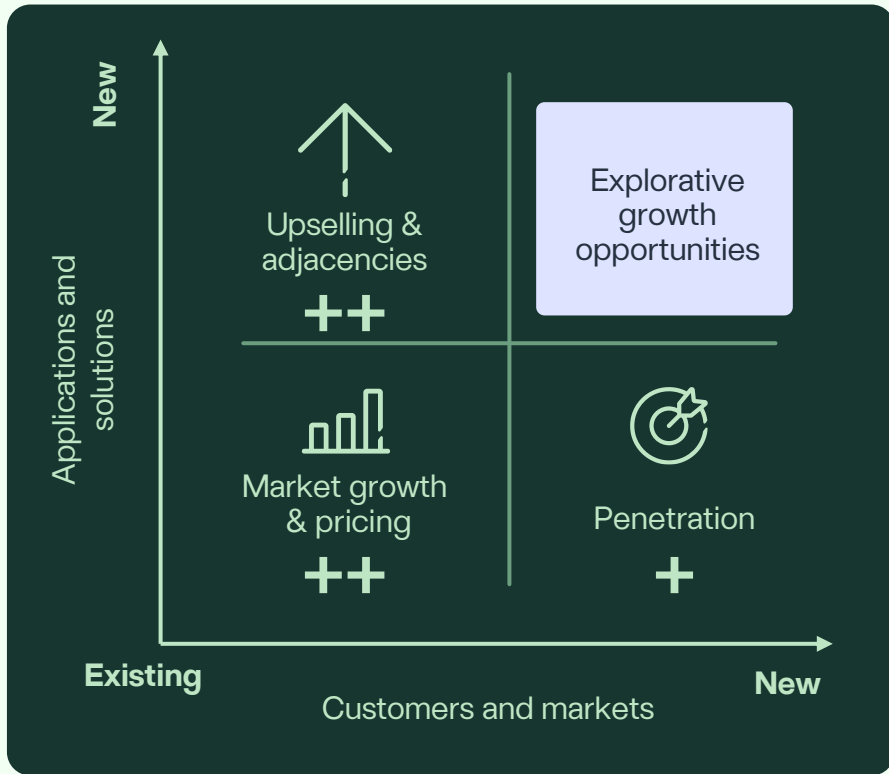 New
Applications and
solutions
Upselling &
adjacencies
++
Explorative
growth
opportunities
Market growth
& pricing
++
Penetration
+
Existing
New
Customers and markets